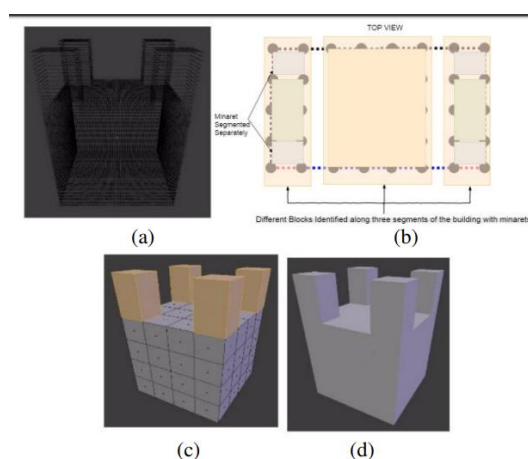 TOP VIEW
Minaret
Segmented
Separately
Different Blocks Identified along three segments of the building with minarets
(a)
(b)
(c)
(d)